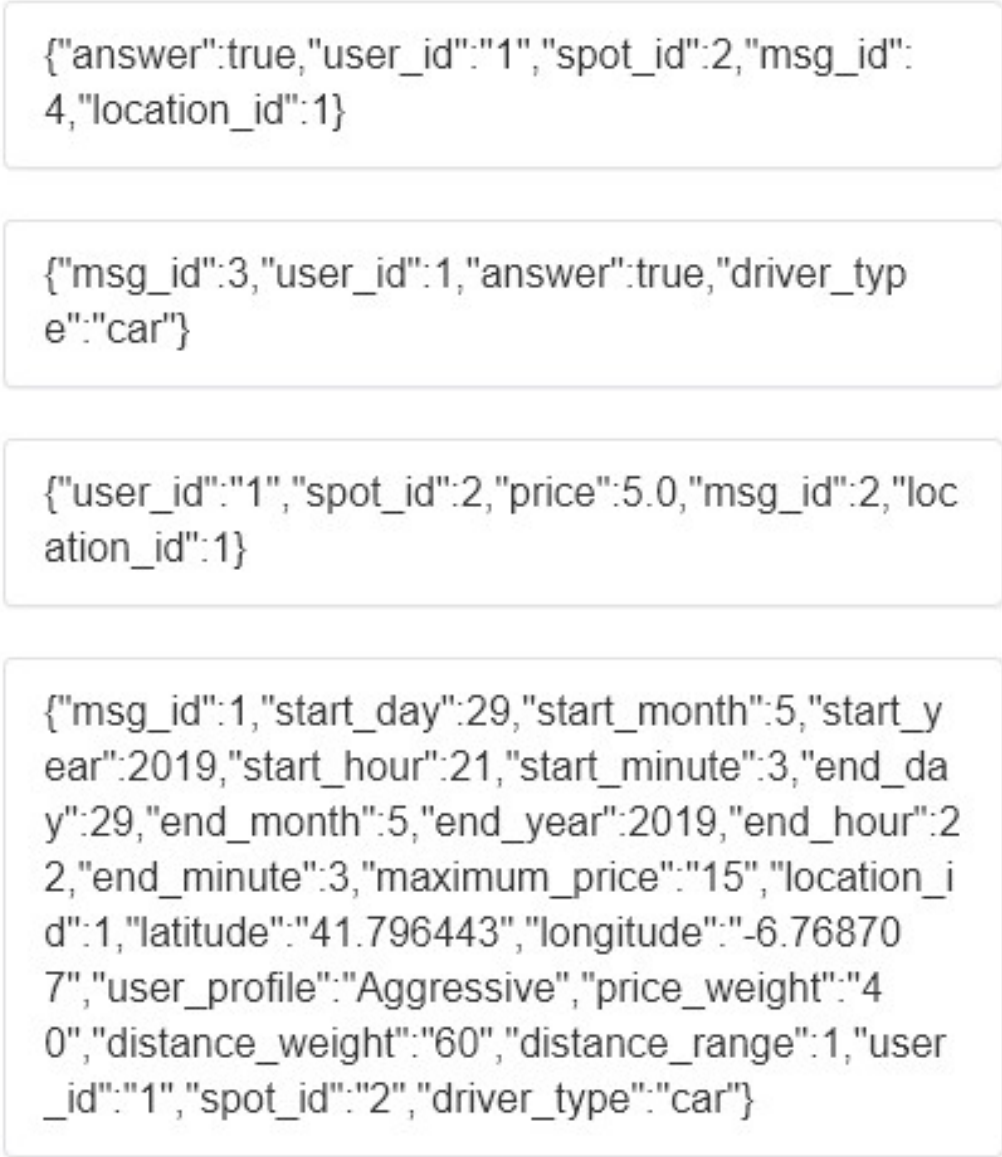 {"answer":true,"user_id":"1","spot_id":2,"msg_id":
4,"location_id":1}
{"msg_id":3,"user_id":1,"answer":true,"driver_typ
e":"car"}
{"user_id":"1","spot_id":2,"price":5.0,"msg_id":2,"loc
ation_id":1}
{"msg_id":1,"start_day":29,"start_month":5,"start_y
ear":2019,"start_hour":21,"start_minute":3,"end_da
y":29,"end_month":5,"end_year":2019,"end_hour":2
2,"end_minute":3,"maximum_price":"15","location_i
d":1,"latitude":"41.796443","longitude":"-6.76870
7","user_profile":"Aggressive","price_weight":"4
0","distance_weight":"60","distance_range":1,"user
_id":"1","spot_id":"2","driver_type":"car"}